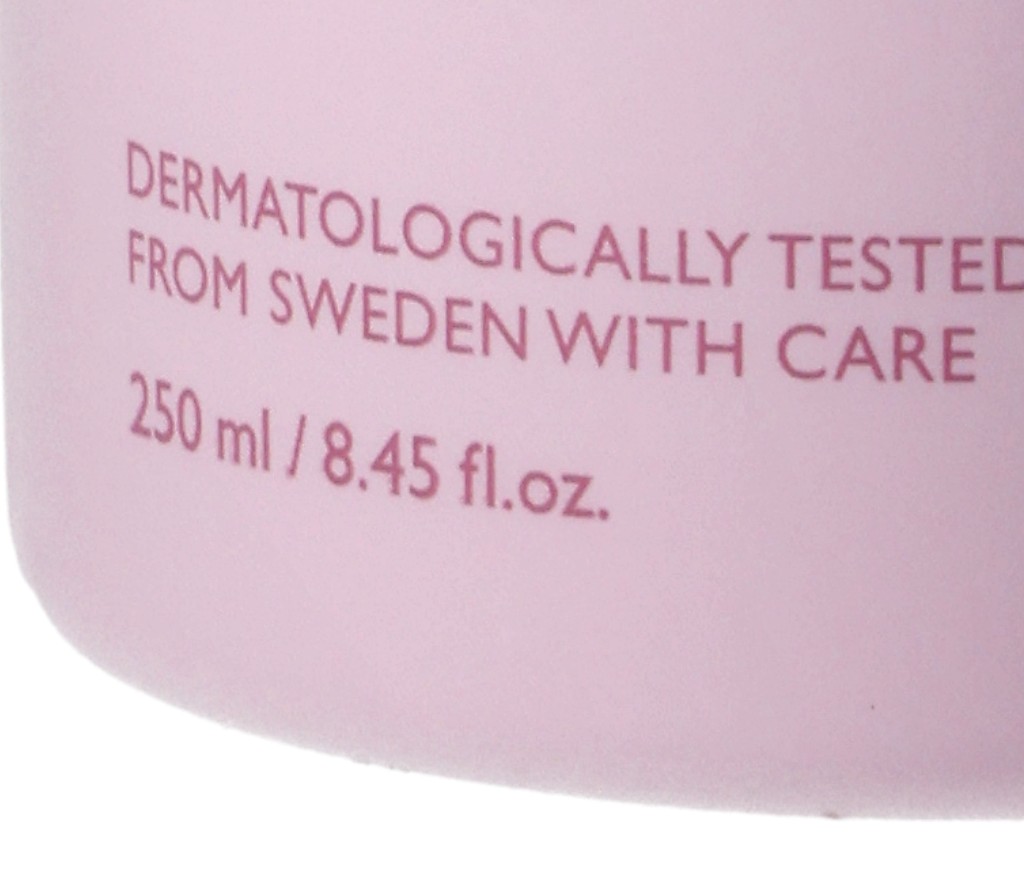 DERMATOLOGICALLY TESTED
FROM SWEDEN WITH CARE
250 ml / 8.45 fl.oz.